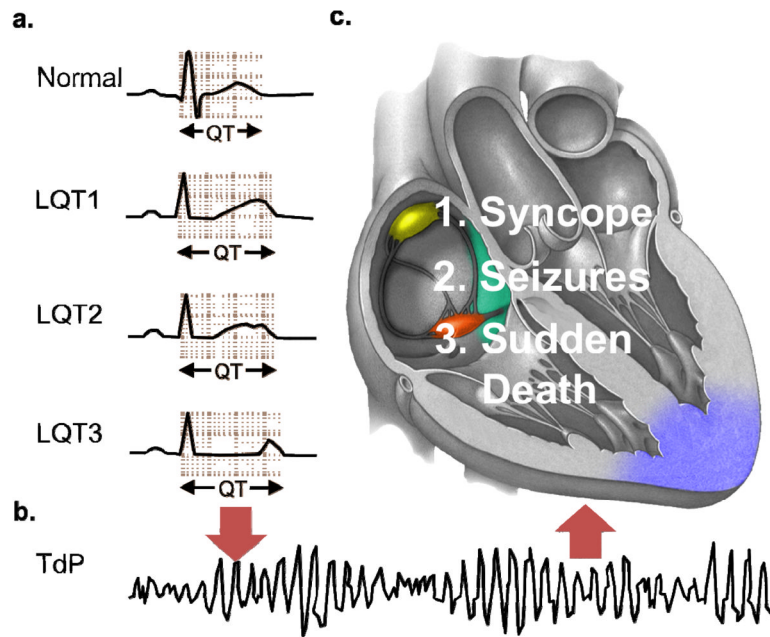 a.
Normal
QT
LQT1
QT
LQT2
QT
LQT3
QT
b.
TdP
c.
1. Syncope
2. Seizures
3. Sudden
Death